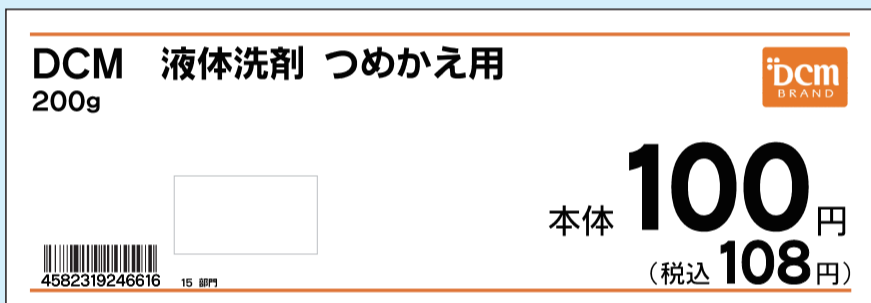 DCM 液体洗剤 つめかえ用
200g
DCM
BRAND
本体 100円
(税込 108円)
4582319246616 15 部門